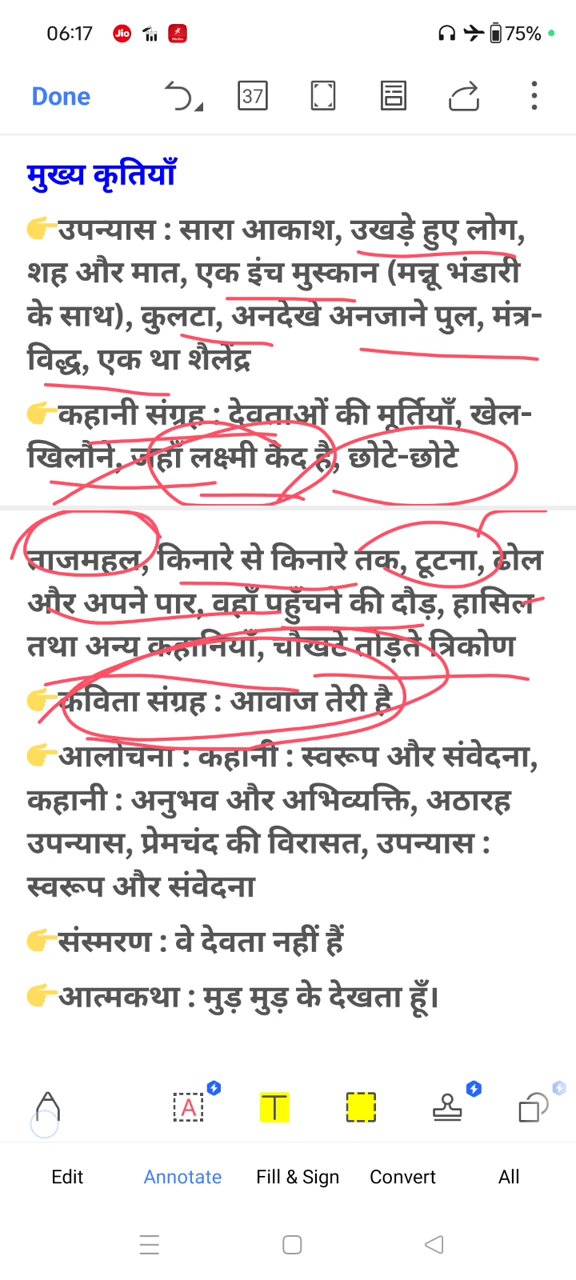 06:17
Jio
75%
Done
37
मुख्य कृतियाँ
👉उपन्यास : सारा आकाश, उखड़े हुए लोग,
शह और मात, एक इंच मुस्कान (मन्नू भंडारी
के साथ), कुलटा, अनदेखे अनजाने पुल, मंत्र-
विद्ध, एक था शैलेंद्र
👉कहानी संग्रह : देवताओं की मूर्तियाँ, खेल-
खिलौने, जहाँ लक्ष्मी कैद है, छोटे-छोटे
ताजमहल, किनारे से किनारे तक, टूटना, ढोल
और अपने पार, वहाँ पहुँचने की दौड़, हासिल
तथा अन्य कहानियाँ, चौखटे तोड़ते त्रिकोण
👉कविता संग्रह : आवाज तेरी है
👉आलोचना : कहानी : स्वरूप और संवेदना,
कहानी : अनुभव और अभिव्यक्ति, अठारह
उपन्यास, प्रेमचंद की विरासत, उपन्यास :
स्वरूप और संवेदना
👉संस्मरण : वे देवता नहीं हैं
👉आत्मकथा : मुड़ मुड़ के देखता हूँ।
A
T
Edit Annotate Fill & Sign Convert All